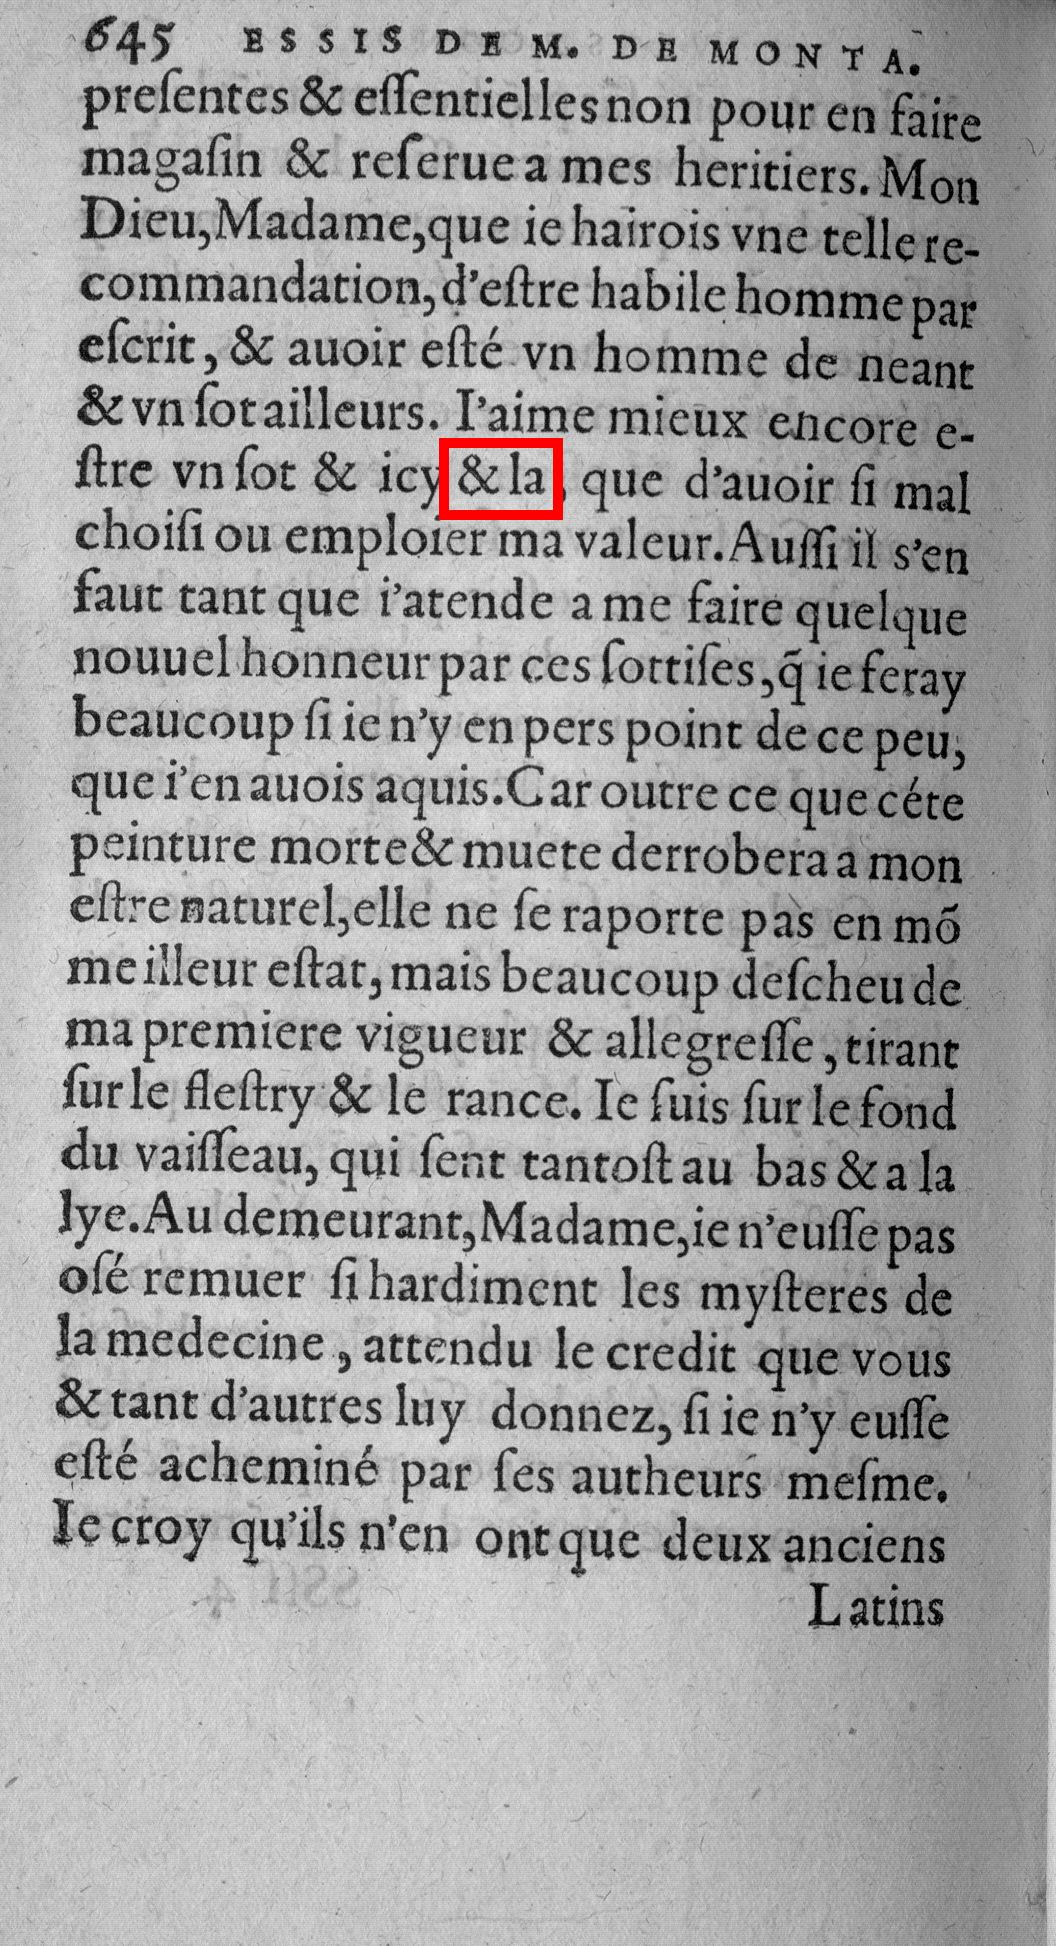 645 ESSIS DE M. DE MONTA.
preſentes & eſſentielles non pour en faire
magaſin & reſerue a mes heritiers. Mon
Dieu, Madame, que ie hairois vne telle re-
commandation, d'eſtre habile homme par
eſcrit, & auoir eſté vn homme de neant
& vn ſot ailleurs. I'aime mieux encore e-
ſtre vn ſot & icy & la, que d'auoir ſi mal
choiſi ou emploier ma valeur. Auſſi il s'en
faut tant que i'atende a me faire quelque
nouuel honneur par ces ſottiſes, q̃ ie feray
beaucoup ſi ie n'y en pers point de ce peu,
que i'en auois aquis. Car outre ce que céte
peinture morte & muete derrobera a mon
eſtre naturel, elle ne ſe raporte pas en mõ
meilleur eſtat, mais beaucoup deſcheu de
ma premiere vigueur & allegreſſe, tirant
ſur le fleſtry & le rance. Ie ſuis ſur le fond
du vaiſſeau, qui ſent tantoſt au bas & a la
lye. Au demeurant, Madame, ie n'euſſe pas
oſé remuer ſi hardiment les myſteres de
la medecine, attendu le credit que vous
& tant d'autres luy donnez, ſi ie n'y euſſe
eſté acheminé par ſes autheurs meſme.
Ie croy qu'ils n'en ont que deux anciens
Latins